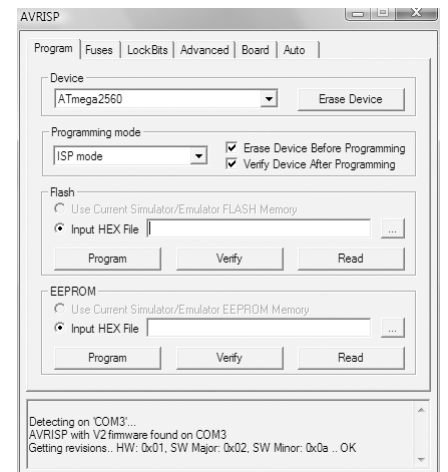 AVRISP
Program Fuses LockBits Advanced Board Auto
Device
ATmega2560 Erase Device
Programming mode
ISP mode
Erase Device Before Programming
Verify Device After Programming
Flash
Use Current Simulator/Emulator FLASH Memory
Input HEX File ...
Program Verify Read
EEPROM
Use Current Simulator/Emulator EEPROM Memory
Input HEX File ...
Program Verify Read
Detecting on 'COM3'...
AVRISP with V2 firmware found on COM3
Getting revisions.. HW: 0x01, SW Major: 0x02, SW Minor: 0x0a .. OK